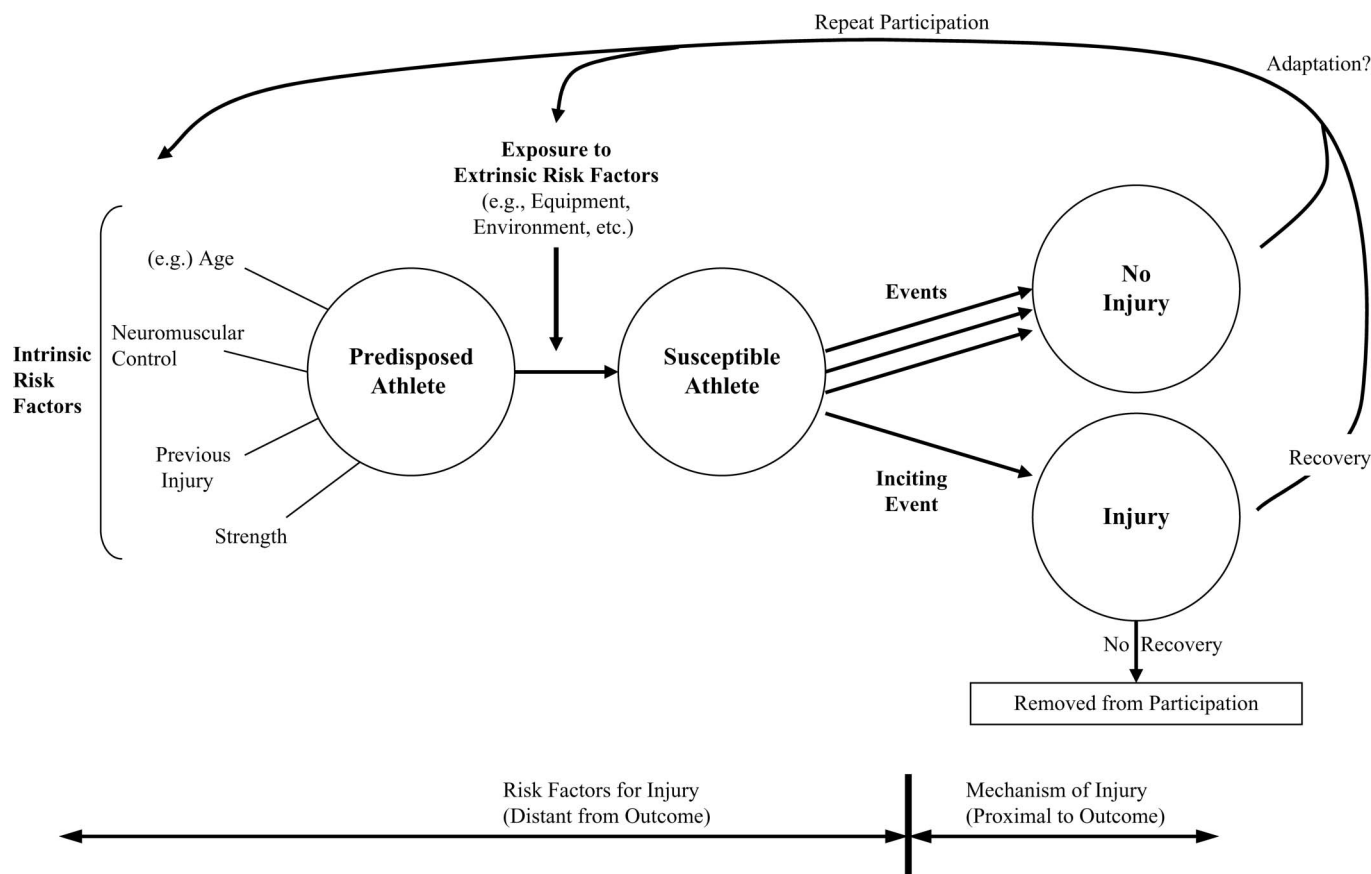 Repeat Participation
Adaptation?
Exposure to
Extrinsic Risk Factors
(e.g., Equipment,
Environment, etc.)
(e.g.) Age
Neuromuscular
Control
Intrinsic
Risk
Factors
Previous
Injury
Strength
Predisposed
Athlete
Susceptible
Athlete
Events
No
Injury
Inciting
Event
Injury
Recovery
No Recovery
Removed from Participation
Risk Factors for Injury
(Distant from Outcome)
Mechanism of Injury
(Proximal to Outcome)